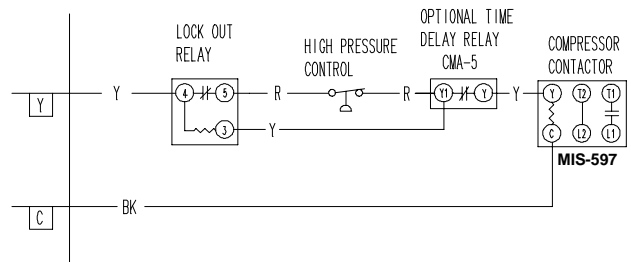 OPTIONAL TIME
DELAY RELAY
CMA-5
LOCK OUT
RELAY
HIGH PRESSURE
CONTROL
COMPRESSOR
CONTACTOR
Y Y 4 5 R R Y1 Y Y Y T2 T1
3 Y C L2 L1
MIS-597
C BK